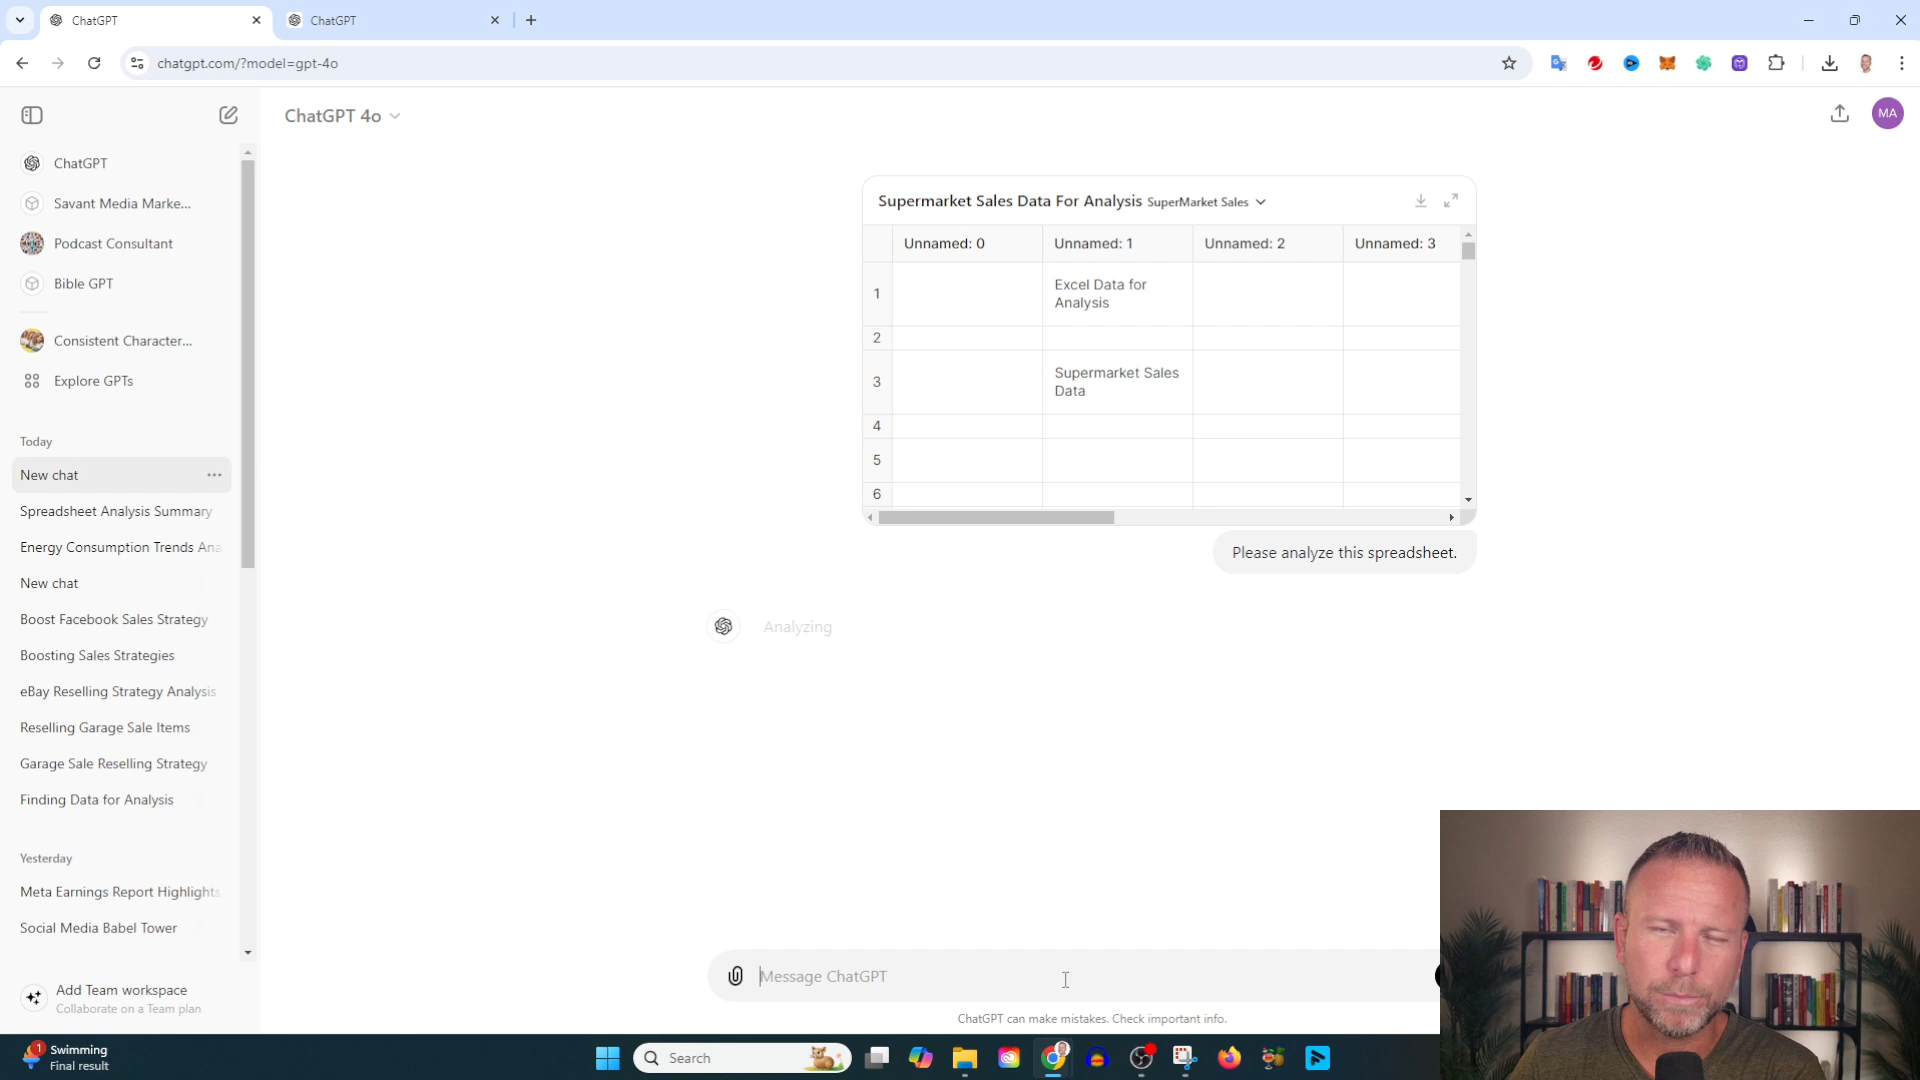 ChatGPT
ChatGPT
chatgpt.com/?model=gpt-4o
ChatGPT 4o
MA
ChatGPT
Savant Media Marke...
Podcast Consultant
Bible GPT
Consistent Character...
Explore GPTs
Today
New chat
Spreadsheet Analysis Summary
Energy Consumption Trends Ana
New chat
Boost Facebook Sales Strategy
Boosting Sales Strategies
eBay Reselling Strategy Analysis
Reselling Garage Sale Items
Garage Sale Reselling Strategy
Finding Data for Analysis
Yesterday
Meta Earnings Report Highlights
Social Media Babel Tower
Add Team workspace
Collaborate on a Team plan
Supermarket Sales Data For Analysis SuperMarket Sales
Unnamed: 0 Unnamed: 1 Unnamed: 2 Unnamed: 3
1 Excel Data for
Analysis
2
3 Supermarket Sales
Data
4
5
6
Please analyze this spreadsheet.
Analyzing
Message ChatGPT
ChatGPT can make mistakes. Check important info.
1
Swimming
Final result
Search